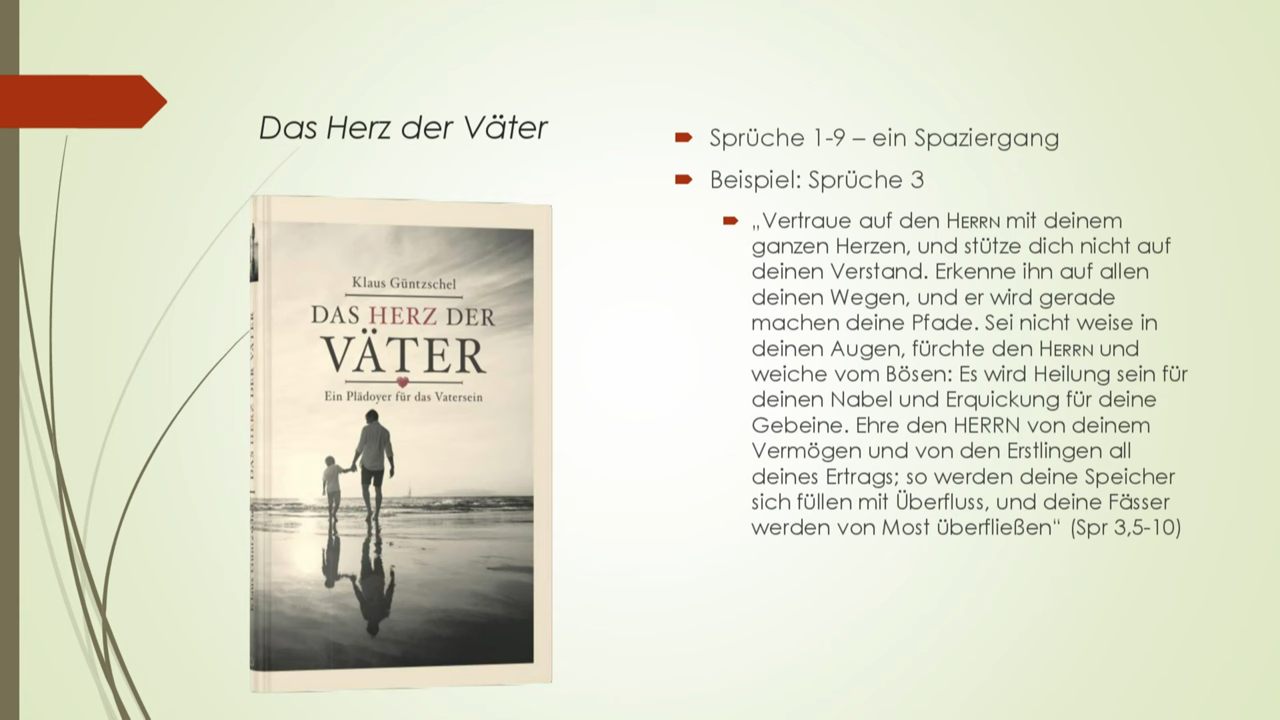 Das Herz der Väter
Klaus Güntzschel
DAS HERZ DER
VÄTER
Ein Plädoyer für das Vatersein
Sprüche 1-9 – ein Spaziergang
Beispiel: Sprüche 3
„Vertraue auf den HERRN mit deinem
ganzen Herzen, und stütze dich nicht auf
deinen Verstand. Erkenne ihn auf allen
deinen Wegen, und er wird gerade
machen deine Pfade. Sei nicht weise in
deinen Augen, fürchte den HERRN und
weiche vom Bösen: Es wird Heilung sein für
deinen Nabel und Erquickung für deine
Gebeine. Ehre den HERRN von deinem
Vermögen und von den Erstlingen all
deines Ertrags; so werden deine Speicher
sich füllen mit Überfluss, und deine Fässer
werden von Most überfließen“ (Spr 3,5-10)